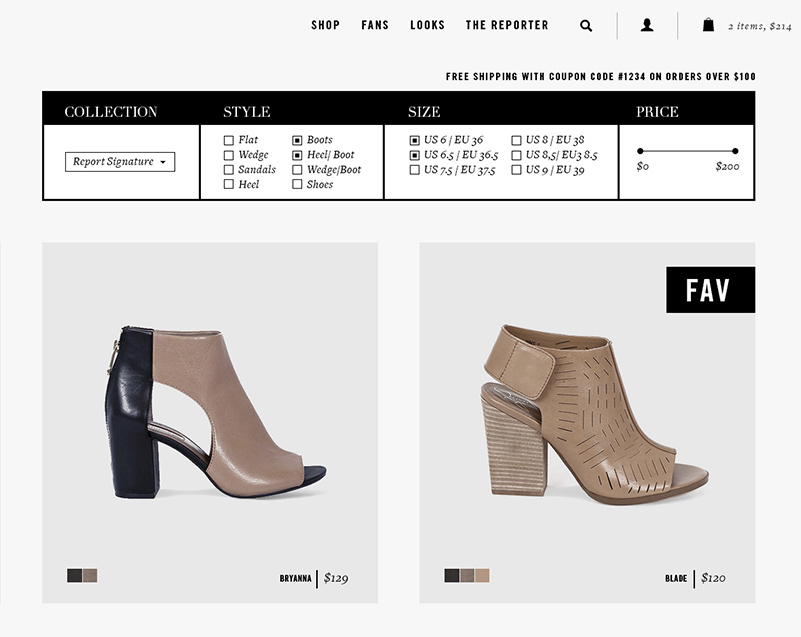 SHOP FANS LOOKS THE REPORTER 2 items, $214
FREE SHIPPING WITH COUPON CODE #1234 ON ORDERS OVER $100
COLLECTION STYLE SIZE PRICE
Report Signature
Flat Boots
Wedge Heel/ Boot
Sandals Wedge/Boot
Heel Shoes
US 6 / EU 36 US 8 / EU 38
US 6.5 / EU 36.5 US 8,5/ EU3 8.5
US 7.5 / EU 37.5 US 9 / EU 39
$0 $200
FAV
BRYANNA $129
BLADE $120